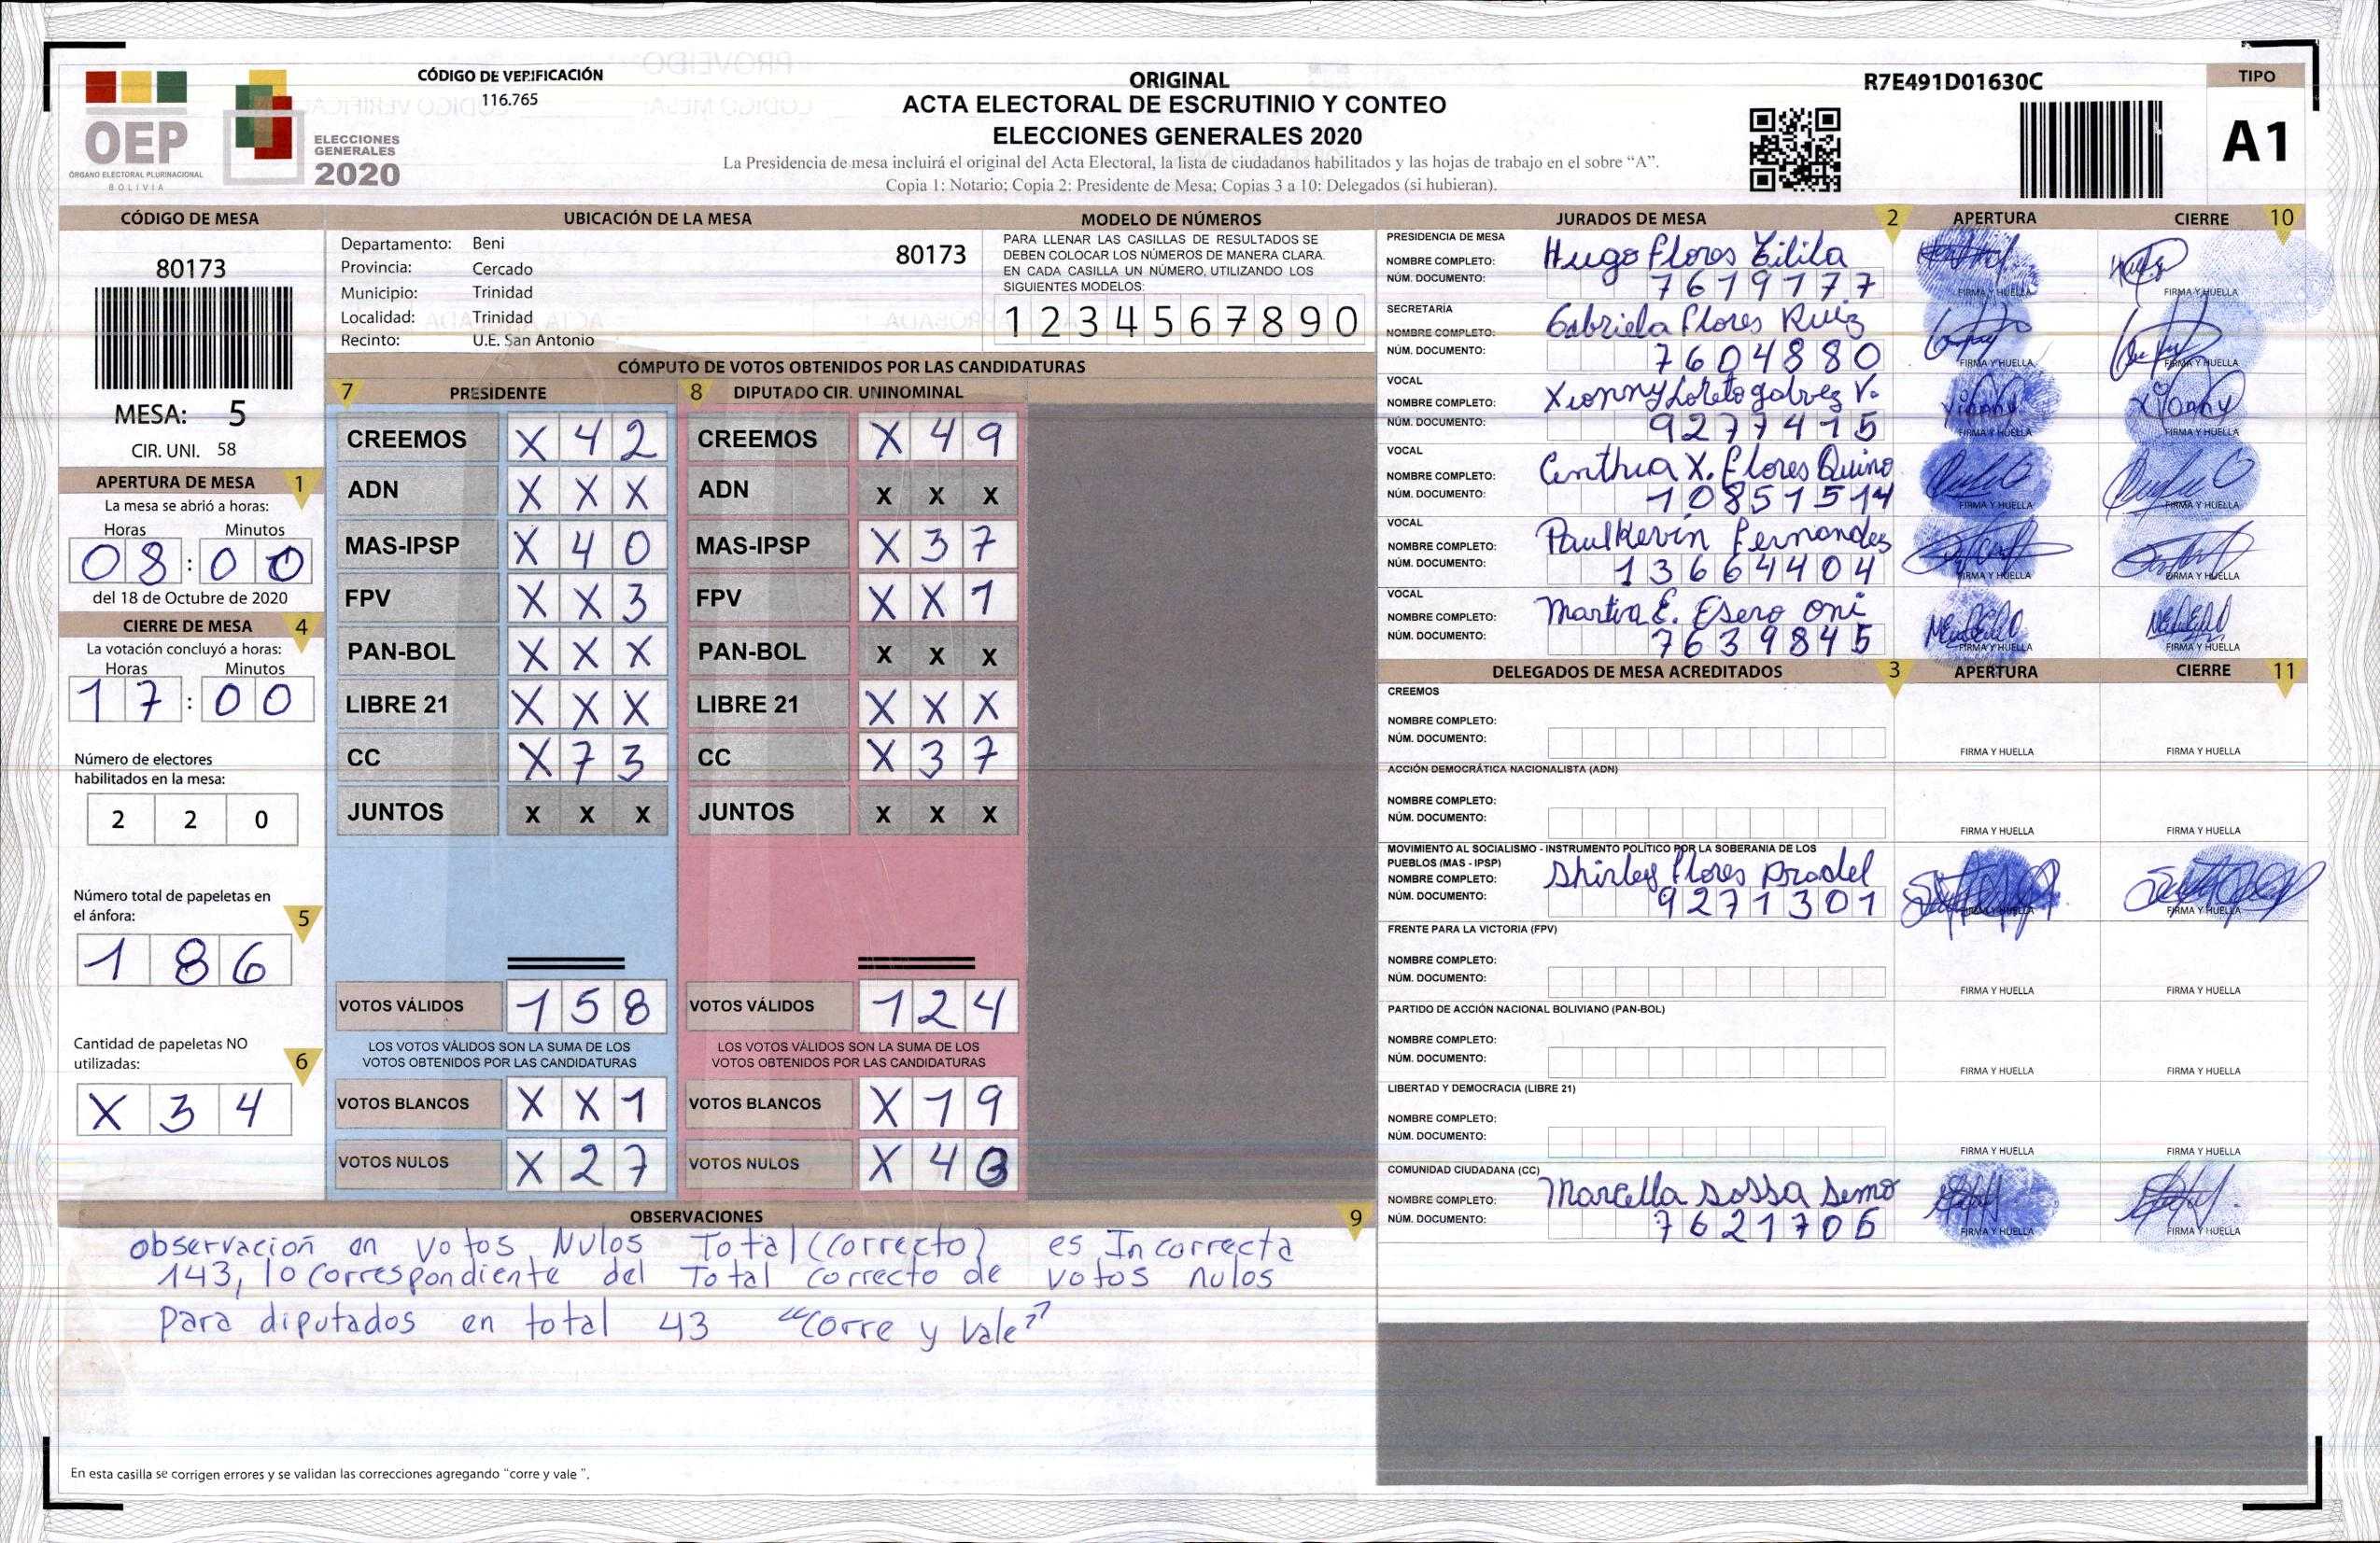 CÓDIGO DE VERIFICACIÓN
116.765
OEP
ÓRGANO ELECTORAL PLURINACIONAL
BOLIVIA
ELECCIONES
GENERALES
2020
ORIGINAL
ACTA ELECTORAL DE ESCRUTINIO Y CONTEO
ELECCIONES GENERALES 2020
La Presidencia de mesa incluirá el original del Acta Electoral, la lista de ciudadanos habilitados y las hojas de trabajo en el sobre “A”.
Copia 1: Notario; Copia 2: Presidente de Mesa; Copias 3 a 10: Delegados (si hubieran).
R7E491D01630C
TIPO
A1
CÓDIGO DE MESA
80173
MESA: 5
CIR. UNI. 58
APERTURA DE MESA 1
La mesa se abrió a horas:
Horas Minutos
08:00
del 18 de Octubre de 2020
CIERRE DE MESA 4
La votación concluyó a horas:
Horas Minutos
17:00
Número de electores
habilitados en la mesa:
2 2 0
Número total de papeletas en
el ánfora: 5
1 8 6
Cantidad de papeletas NO
utilizadas: 6
X 3 4
UBICACIÓN DE LA MESA
Departamento: Beni 80173
Provincia: Cercado
Municipio: Trinidad
Localidad: Trinidad
Recinto: U.E. San Antonio
MODELO DE NÚMEROS
PARA LLENAR LAS CASILLAS DE RESULTADOS SE
DEBEN COLOCAR LOS NÚMEROS DE MANERA CLARA.
EN CADA CASILLA UN NÚMERO, UTILIZANDO LOS
SIGUIENTES MODELOS:
1 2 3 4 5 6 7 8 9 0
CÓMPUTO DE VOTOS OBTENIDOS POR LAS CANDIDATURAS
7 PRESIDENTE 8 DIPUTADO CIR. UNINOMINAL
CREEMOS X 4 2 CREEMOS X 4 9
ADN X X X ADN X X X
MAS-IPSP X 4 0 MAS-IPSP X 3 7
FPV X X 3 FPV X X 1
PAN-BOL X X X PAN-BOL X X X
LIBRE 21 X X X LIBRE 21 X X X
CC X 7 3 CC X 3 7
JUNTOS X X X JUNTOS X X X
VOTOS VÁLIDOS 1 5 8 VOTOS VÁLIDOS 1 2 4
LOS VOTOS VÁLIDOS SON LA SUMA DE LOS LOS VOTOS VÁLIDOS SON LA SUMA DE LOS
VOTOS OBTENIDOS POR LAS CANDIDATURAS VOTOS OBTENIDOS POR LAS CANDIDATURAS
VOTOS BLANCOS X X 1 VOTOS BLANCOS X 1 9
VOTOS NULOS X 2 7 VOTOS NULOS X 4 3
OBSERVACIONES 9
observacion en votos Nulos Total (correcto) es Incorrecta
143, lo correspondiente del Total correcto de votos nulos
Para diputados en total 43 “corre y vale”
En esta casilla se corrigen errores y se validan las correcciones agregando “corre y vale ”.
JURADOS DE MESA 2 APERTURA CIERRE 10
PRESIDENCIA DE MESA
NOMBRE COMPLETO: Hugo Flores
NÚM. DOCUMENTO: 7619777
FIRMA Y HUELLA FIRMA Y HUELLA
SECRETARÍA
NOMBRE COMPLETO: Gabriela Flores Ruiz
NÚM. DOCUMENTO: 7604880
FIRMA Y HUELLA FIRMA Y HUELLA
VOCAL
NOMBRE COMPLETO: Xionny Loreto galvez V.
NÚM. DOCUMENTO: 9277415
FIRMA Y HUELLA FIRMA Y HUELLA
VOCAL
NOMBRE COMPLETO: Cinthia X. Flores Quino
NÚM. DOCUMENTO: 10851514
FIRMA Y HUELLA FIRMA Y HUELLA
VOCAL
NOMBRE COMPLETO: Paul Kevin Fernandez
NÚM. DOCUMENTO: 13664404
FIRMA Y HUELLA FIRMA Y HUELLA
VOCAL
NOMBRE COMPLETO: Martha E. Esero Oni
NÚM. DOCUMENTO: 7639845
FIRMA Y HUELLA FIRMA Y HUELLA
DELEGADOS DE MESA ACREDITADOS 3 APERTURA CIERRE 11
CREEMOS
NOMBRE COMPLETO:
NÚM. DOCUMENTO:
FIRMA Y HUELLA FIRMA Y HUELLA
ACCIÓN DEMOCRÁTICA NACIONALISTA (ADN)
NOMBRE COMPLETO:
NÚM. DOCUMENTO:
FIRMA Y HUELLA FIRMA Y HUELLA
MOVIMIENTO AL SOCIALISMO - INSTRUMENTO POLÍTICO POR LA SOBERANIA DE LOS
PUEBLOS (MAS - IPSP)
NOMBRE COMPLETO: Shirley Flores Pradel
NÚM. DOCUMENTO: 9271301
FIRMA Y HUELLA FIRMA Y HUELLA
FRENTE PARA LA VICTORIA (FPV)
NOMBRE COMPLETO:
NÚM. DOCUMENTO:
FIRMA Y HUELLA FIRMA Y HUELLA
PARTIDO DE ACCIÓN NACIONAL BOLIVIANO (PAN-BOL)
NOMBRE COMPLETO:
NÚM. DOCUMENTO:
FIRMA Y HUELLA FIRMA Y HUELLA
LIBERTAD Y DEMOCRACIA (LIBRE 21)
NOMBRE COMPLETO:
NÚM. DOCUMENTO:
FIRMA Y HUELLA FIRMA Y HUELLA
COMUNIDAD CIUDADANA (CC)
NOMBRE COMPLETO: Marcella Sossa Semo
NÚM. DOCUMENTO: 7621706
FIRMA Y HUELLA FIRMA Y HUELLA